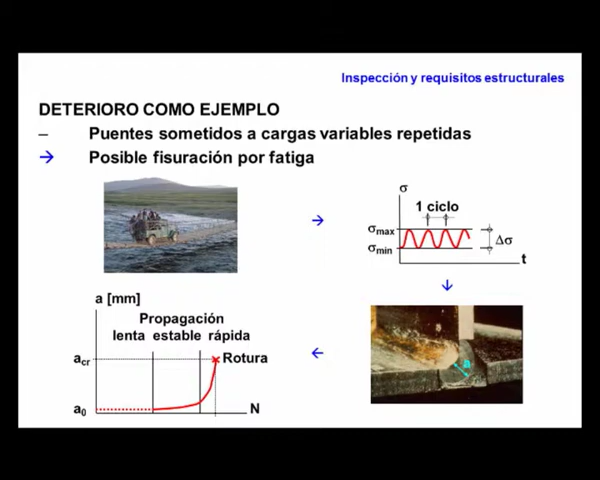 Inspección y requisitos estructurales
DETERIORO COMO EJEMPLO
– Puentes sometidos a cargas variables repetidas
→ Posible fisuración por fatiga
σ
1 ciclo
σmax
σmin
Δσ
t
a [mm]
Propagación
lenta estable rápida
acr
Rotura
a0
N
a